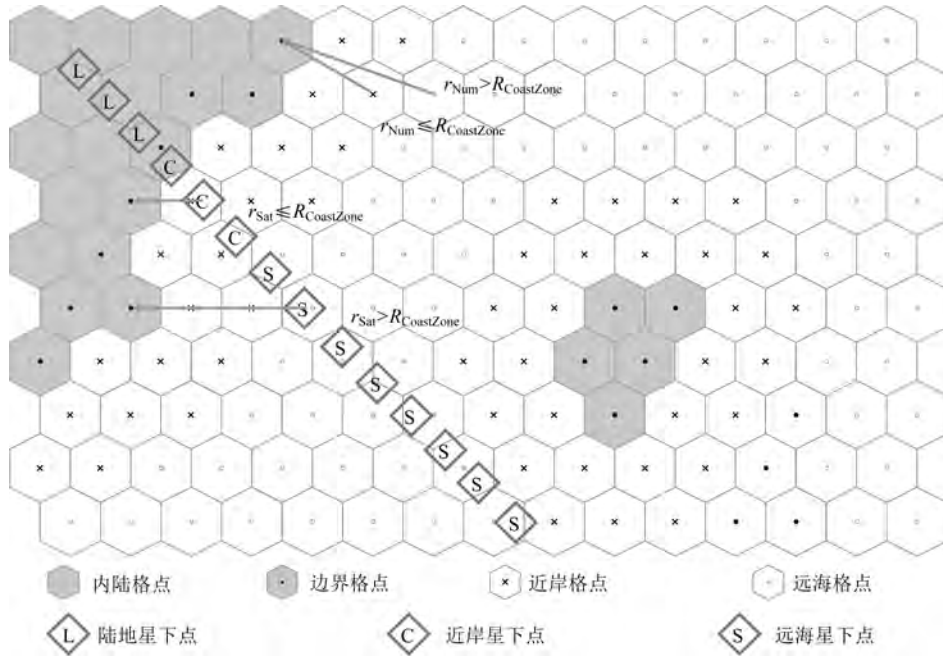 L
L
L
C
C
C
S
S
S
S
S
S
S
S
r_Num>R_CoastZone
r_Num≤R_CoastZone
r_Sat≤R_CoastZone
r_Sat>R_CoastZone
内陆格点 边界格点 近岸格点 远海格点
L 陆地星下点 C 近岸星下点 S 远海星下点